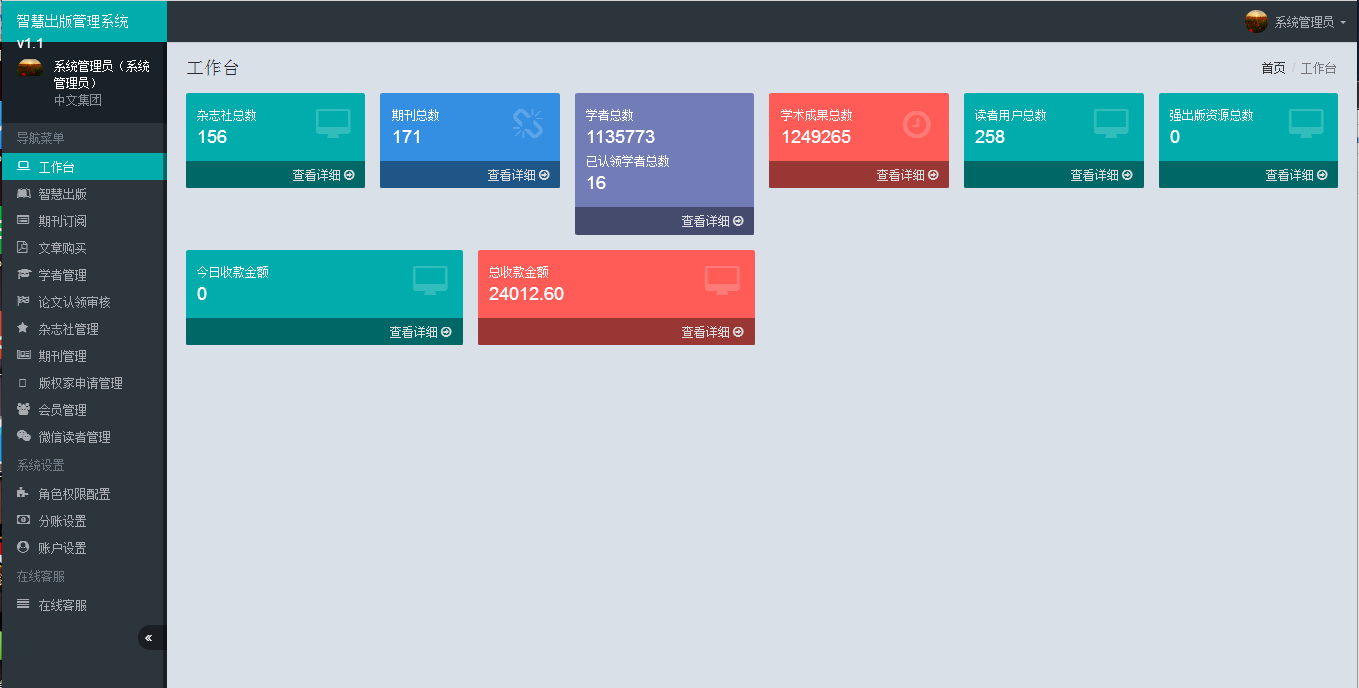 智慧出版管理系统
v1.1
系统管理员
系统管理员（系统
管理员）
中文集团
导航菜单
工作台
智慧出版
期刊订阅
文章购买
学者管理
论文认领审核
杂志社管理
期刊管理
版权家申请管理
会员管理
微信读者管理
系统设置
角色权限配置
分账设置
账户设置
在线客服
在线客服
工作台
首页 / 工作台
杂志社总数
156
查看详细
期刊总数
171
查看详细
学者总数
1135773
已认领学者总数
16
查看详细
学术成果总数
1249265
查看详细
读者用户总数
258
查看详细
强出版资源总数
0
查看详细
今日收款金额
0
查看详细
总收款金额
24012.60
查看详细